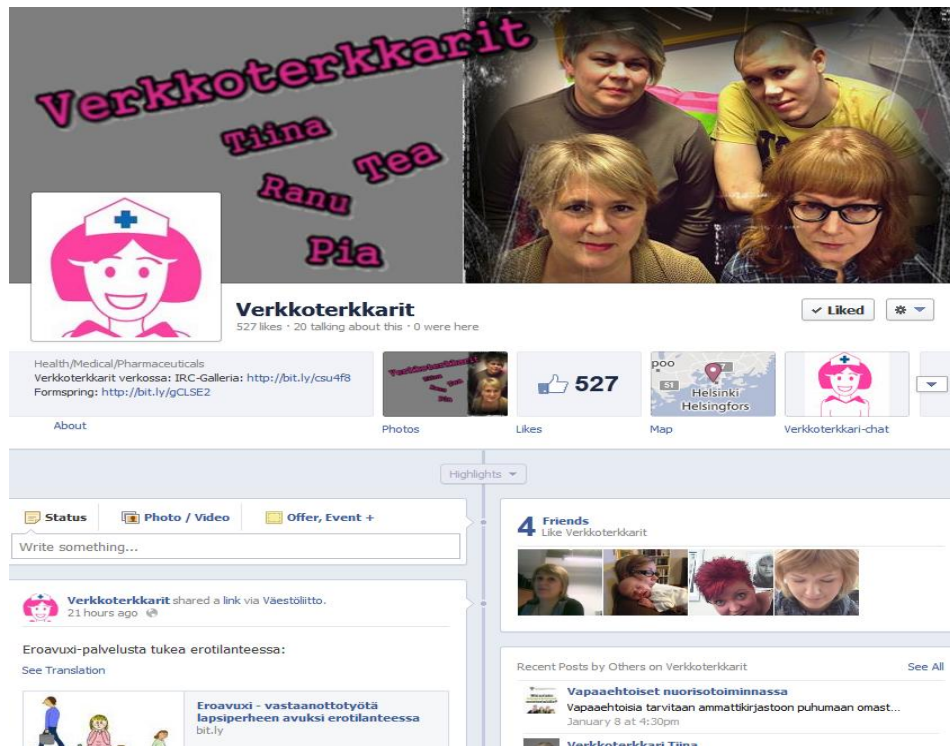 Verkkoterkkarit
Tiina
Tea
Ranu
Pia
Verkkoterkkarit
527 likes · 20 talking about this · 0 were here
Liked
Health/Medical/Pharmaceuticals
Verkkoterkkarit verkossa: IRC-Galleria: http://bit.ly/csu4f8
Formspring: http://bit.ly/gCLSE2
About
Verkkoterkkarit
Photos
527
Likes
poo
7
51
Helsinki
Helsingfors
Map
Verkkoterkkari-chat
Highlights
Status
Photo / Video
Offer, Event +
Write something...
Verkkoterkkarit shared a link via Väestöliitto.
21 hours ago
Eroavuxi-palvelusta tukea erotilanteessa:
See Translation
Eroavuxi - vastaanottotyötä
lapsiperheen avuksi erotilanteessa
bit.ly
4 Friends
Like Verkkoterkkarit
Recent Posts by Others on Verkkoterkkarit
See All
Vapaaehtoiset nuorisotoiminnassa
Vapaaehtoisia tarvitaan ammattikirjastoon puhumaan omast...
January 8 at 4:30pm
Verkkoterkkari Tiina